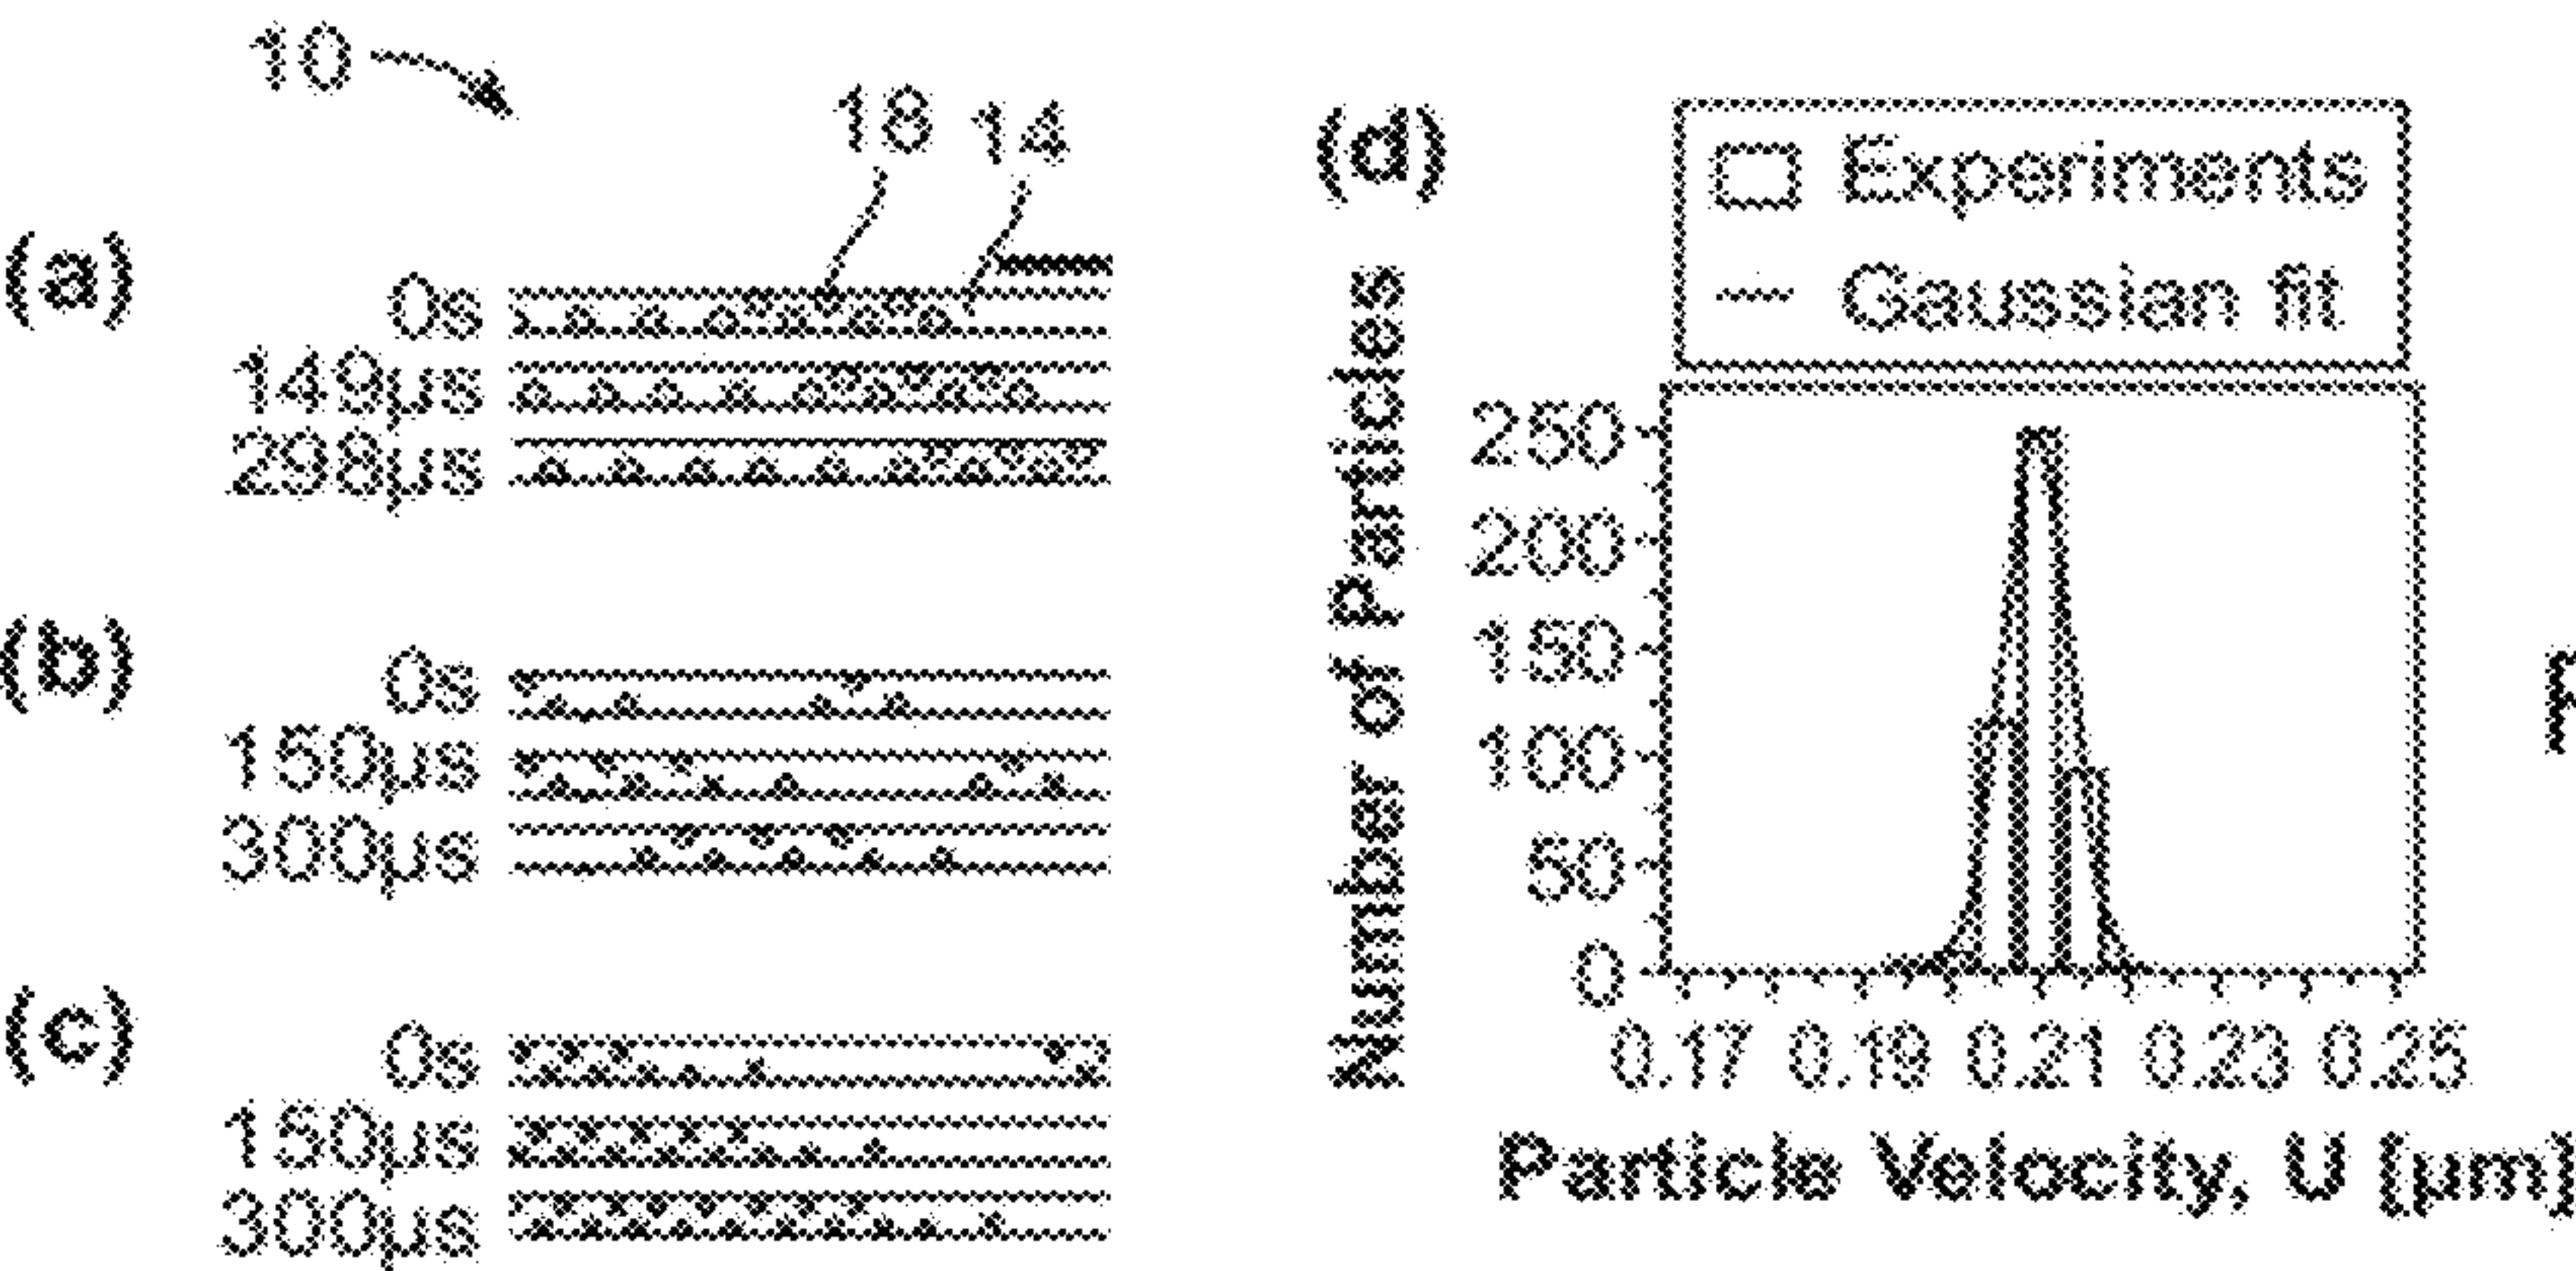 10
18 14
(a)
0s
149µs
298µs
(b)
0s
150µs
300µs
(c)
0s
150µs
300µs
(d)
Experiments
Gaussian fit
Number of Particles
250
200
150
100
50
0
0.17 0.19 0.21 0.23 0.25
Particle Velocity, U [µm]